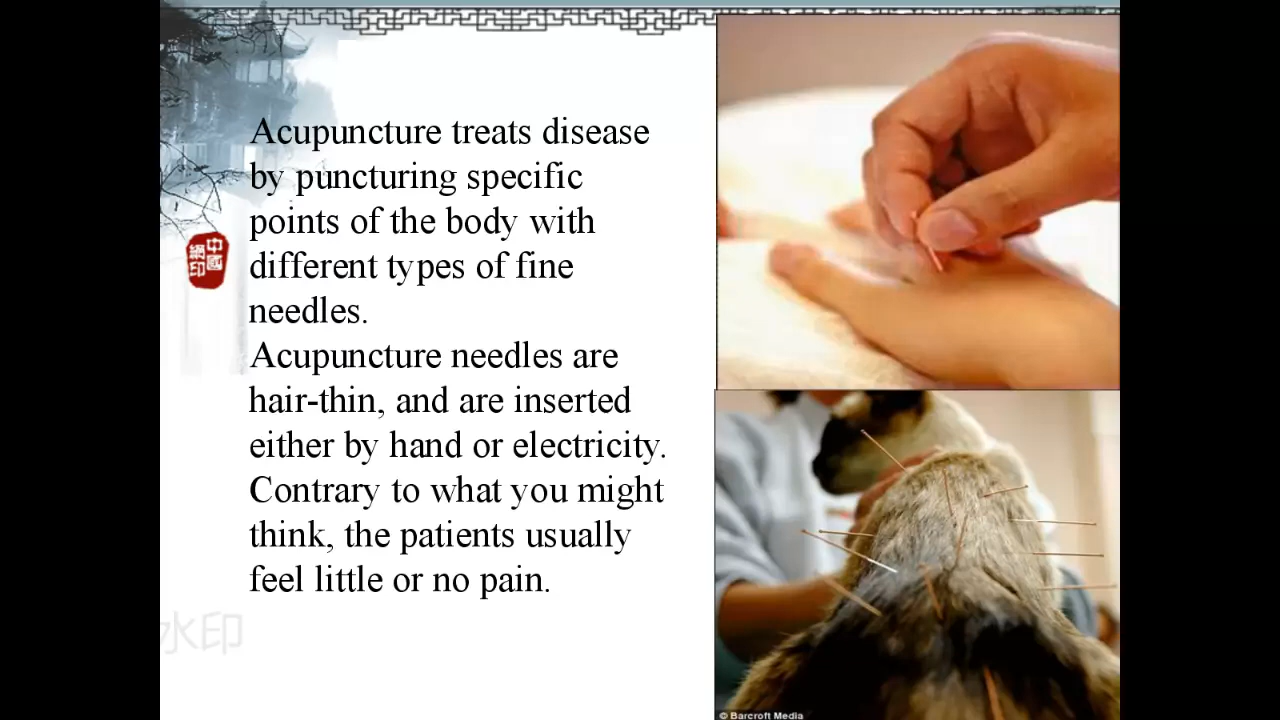 Acupuncture treats disease
by puncturing specific
points of the body with
different types of fine
needles.
Acupuncture needles are
hair-thin, and are inserted
either by hand or electricity.
Contrary to what you might
think, the patients usually
feel little or no pain.
中國
網印
水印
© Barcroft Media